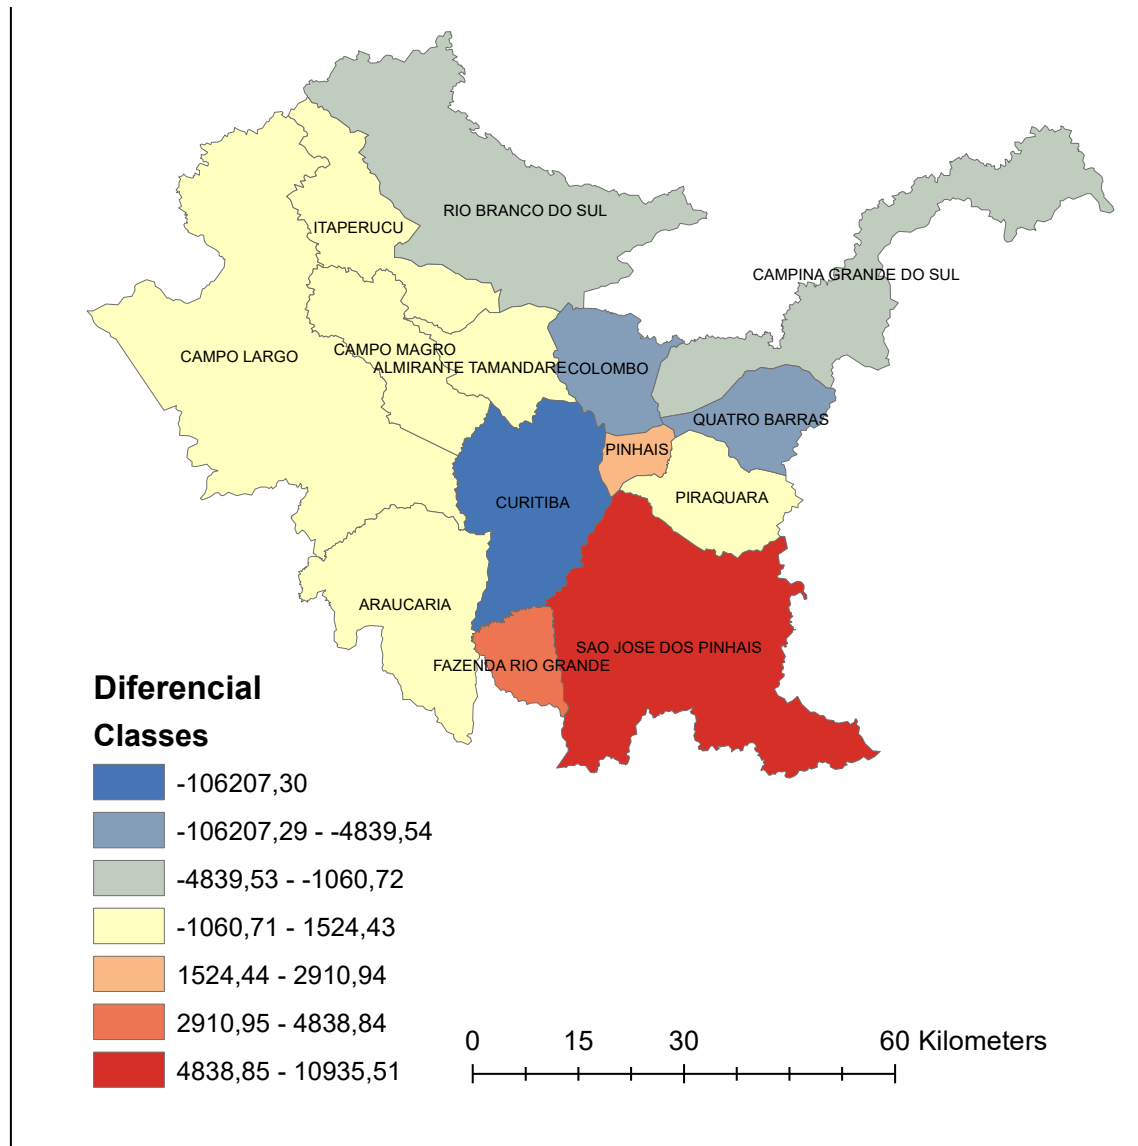 RIO BRANCO DO SUL
ITAPERUCU
CAMPINA GRANDE DO SUL
CAMPO LARGO
CAMPO MAGRO
ALMIRANTE TAMANDARE
COLOMBO
QUATRO BARRAS
PINHAIS
CURITIBA
PIRAQUARA
ARAUCARIA
SAO JOSE DOS PINHAIS
FAZENDA RIO GRANDE
Diferencial
Classes
-106207,30
-106207,29 - -4839,54
-4839,53 - -1060,72
-1060,71 - 1524,43
1524,44 - 2910,94
2910,95 - 4838,84
4838,85 - 10935,51
0 15 30 60 Kilometers